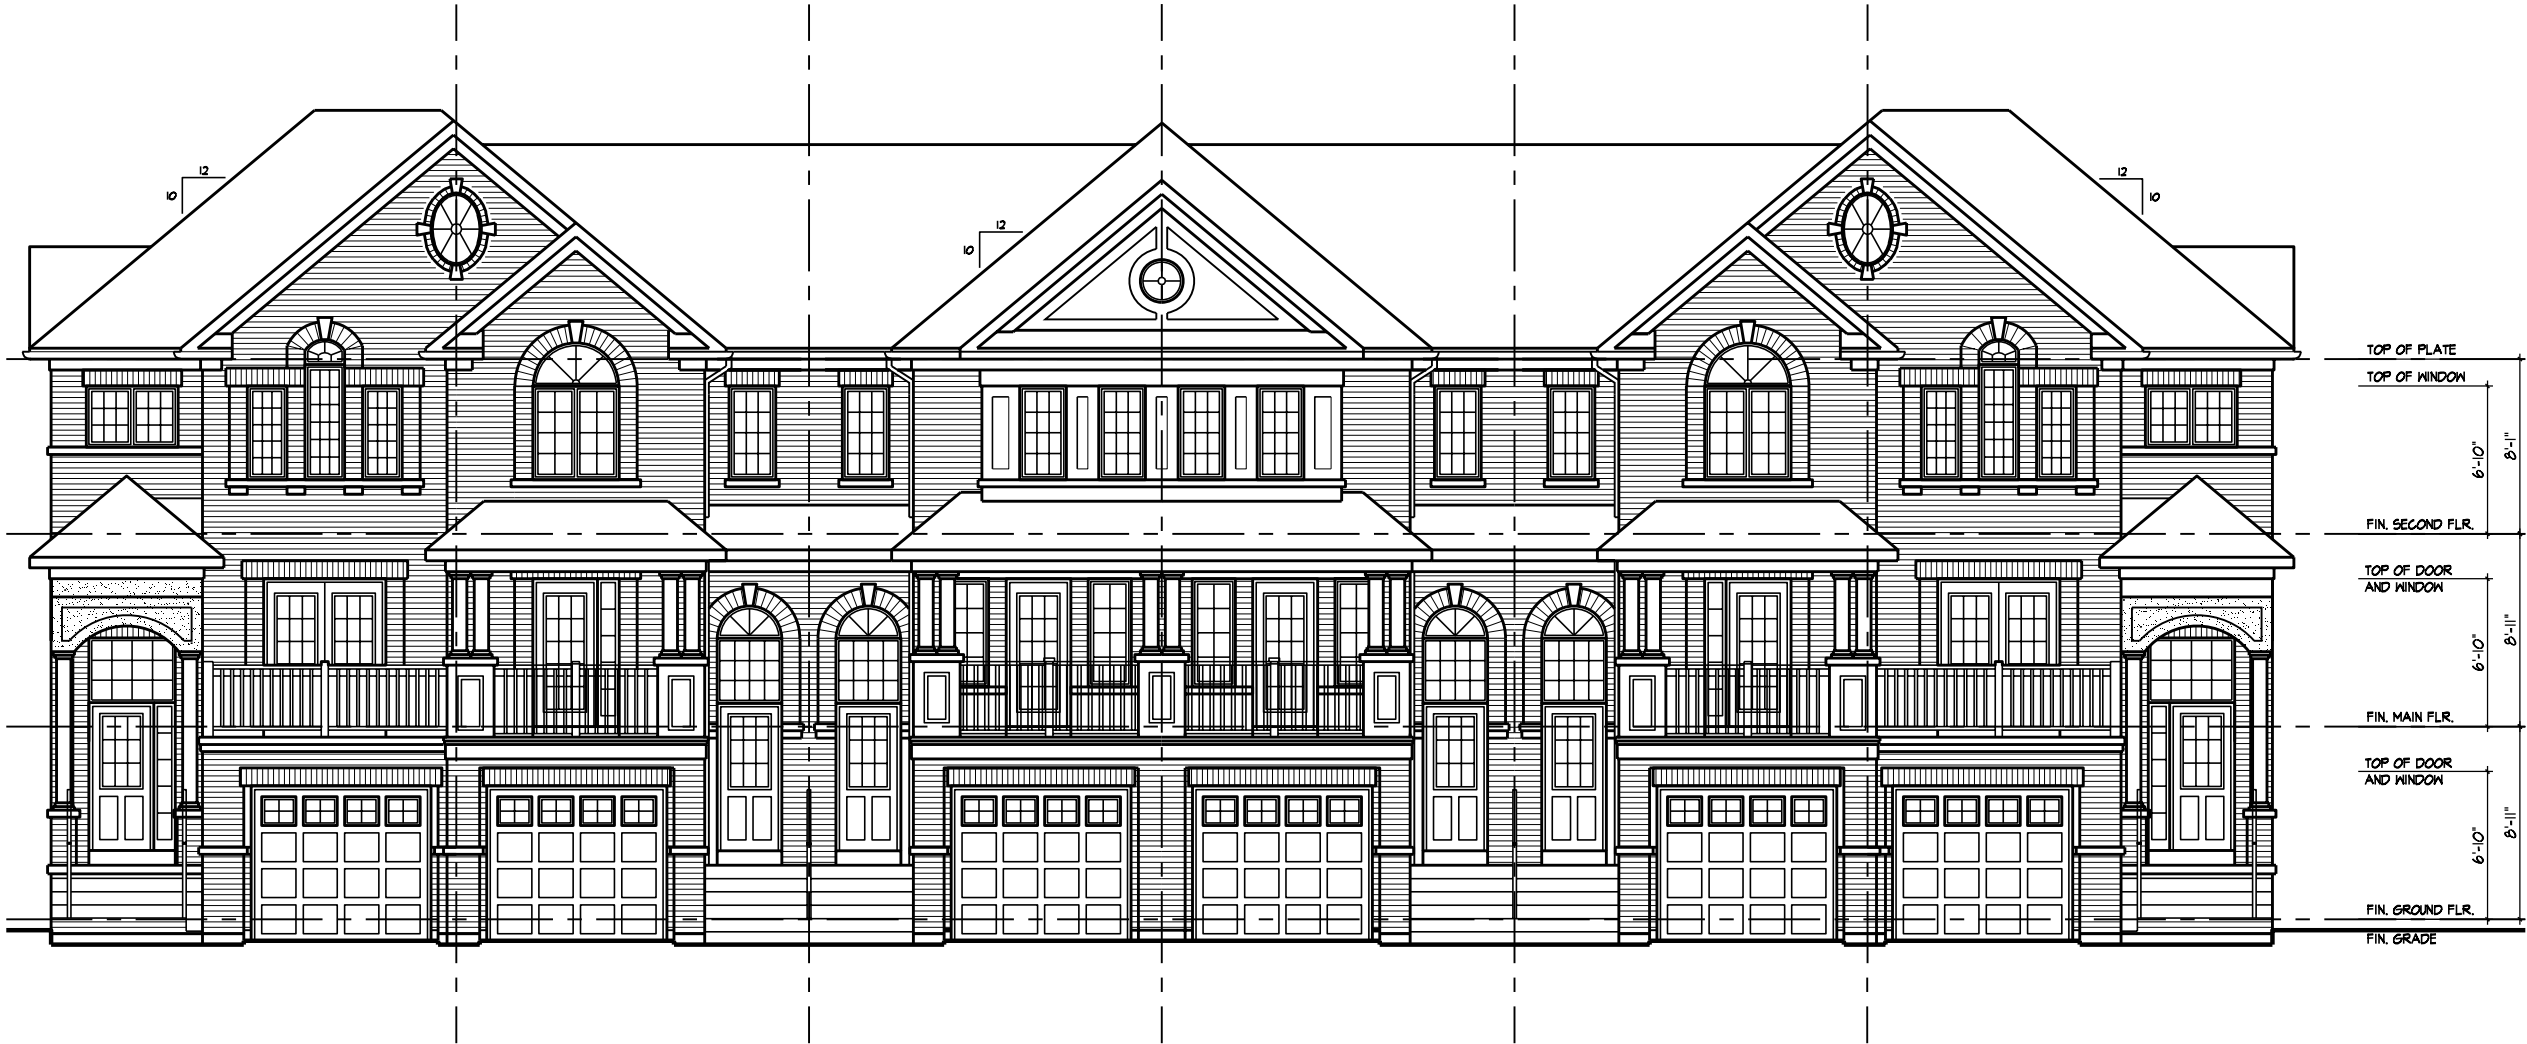 12
10
12
10
12
10
TOP OF PLATE
TOP OF WINDOW
6'-10"
8'-1"
FIN. SECOND FLR.
TOP OF DOOR
AND WINDOW
6'-10"
8'-11"
FIN. MAIN FLR.
TOP OF DOOR
AND WINDOW
6'-10"
8'-11"
FIN. GROUND FLR.
FIN. GRADE